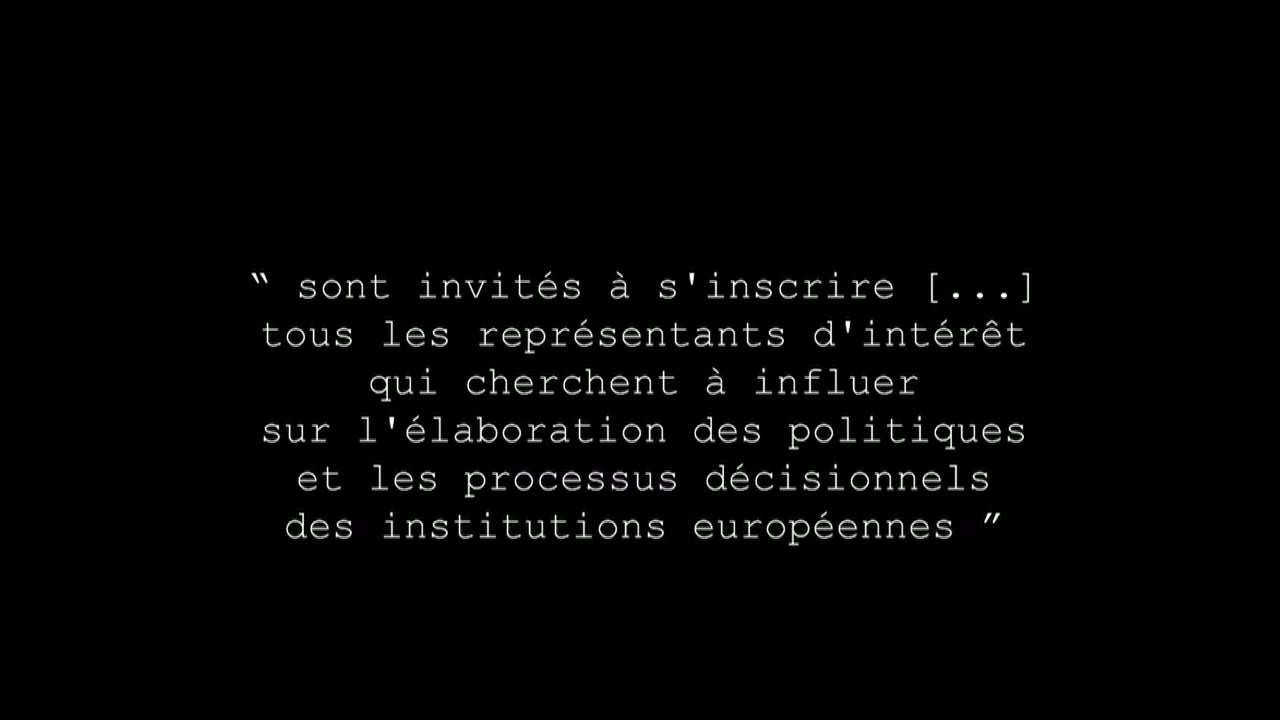 “ sont invités à s'inscrire [...]
tous les représentants d'intérêt
qui cherchent à influer
sur l'élaboration des politiques
et les processus décisionnels
des institutions européennes ”